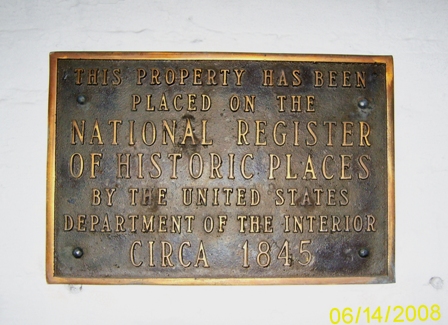 THIS PROPERTY HAS BEEN
PLACED ON THE
NATIONAL REGISTER
OF HISTORIC PLACES
BY THE UNITED STATES
DEPARTMENT OF THE INTERIOR
CIRCA 1845
06/14/2008